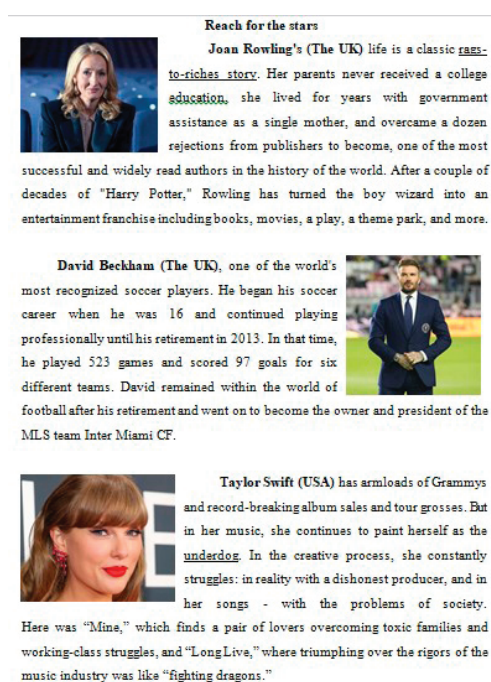 Reach for the stars
Joan Rowling's (The UK) life is a classic rags-
to-riches story. Her parents never received a college
education, she lived for years with government
assistance as a single mother, and overcame a dozen
rejections from publishers to become, one of the most
successful and widely read authors in the history of the world. After a couple of
decades of "Harry Potter," Rowling has turned the boy wizard into an
entertainment franchise including books, movies, a play, a theme park, and more.
David Beckham (The UK), one of the world's
most recognized soccer players. He began his soccer
career when he was 16 and continued playing
professionally until his retirement in 2013. In that time,
he played 523 games and scored 97 goals for six
different teams. David remained within the world of
football after his retirement and went on to become the owner and president of the
MLS team Inter Miami CF.
Taylor Swift (USA) has armloads of Grammys
and record-breaking album sales and tour grosses. But
in her music, she continues to paint herself as the
underdog. In the creative process, she constantly
struggles: in reality with a dishonest producer, and in
her songs - with the problems of society.
Here was “Mine,” which finds a pair of lovers overcoming toxic families and
working-class struggles, and “Long Live,” where triumphing over the rigors of the
music industry was like “fighting dragons.”